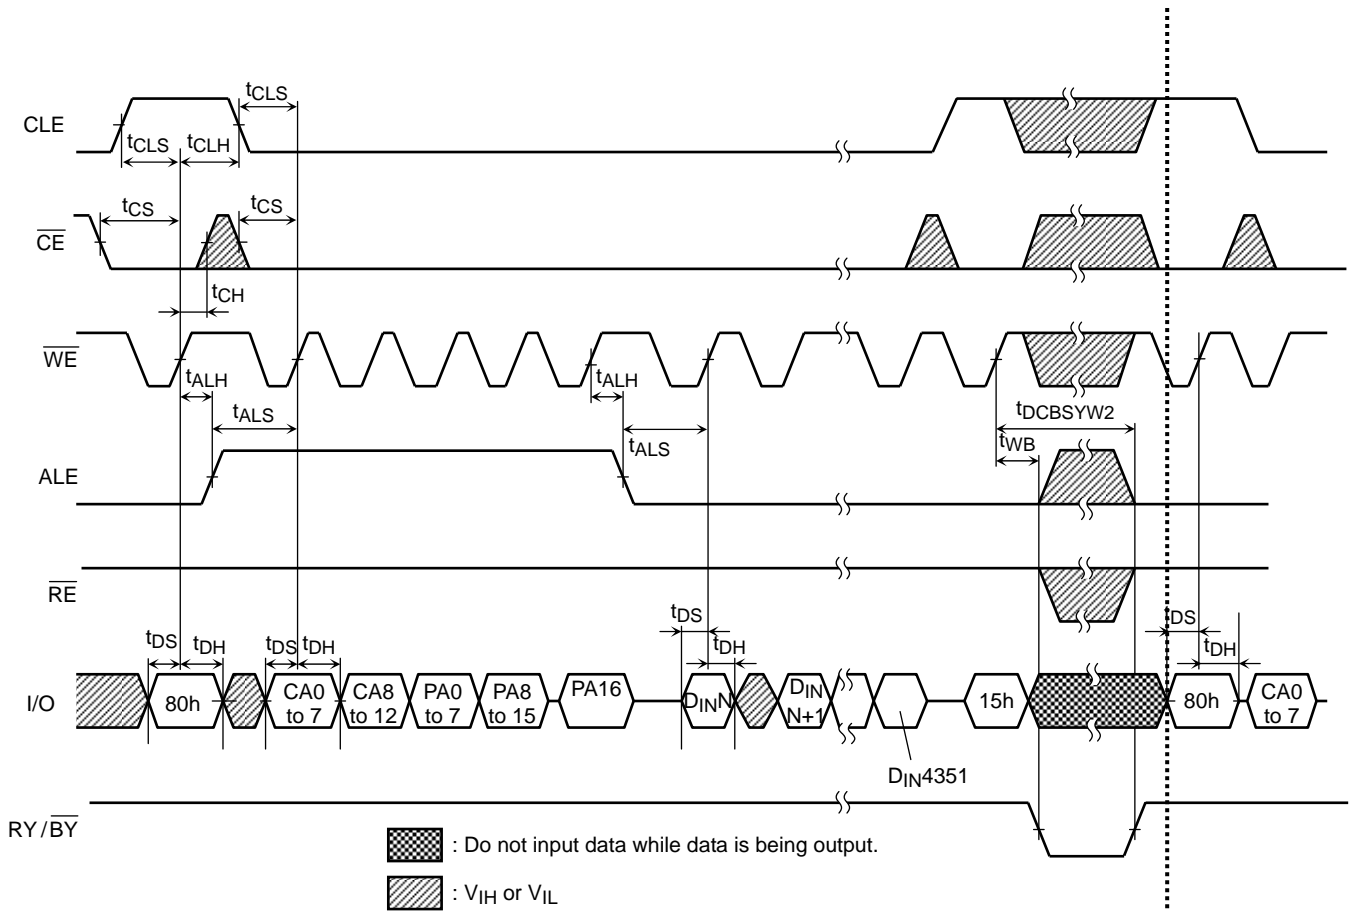 CLE
tCLS
tCLS
tCLH
CE
tCS
tCS
tCH
WE
tALH
tALS
tALH
tALS
tDCBSYW2
tWB
ALE
RE
tDS
tDH
tDS
tDH
tDS
tDH
DS
tDH
I/O
80h
CA0
to 7
CA8
to 12
PA0
to 7
PA8
to 15
PA16
DINN
DIN
N+1
DIN4351
15h
80h
CA0
to 7
RY/BY
: Do not input data while data is being output.
: VIH or VIL